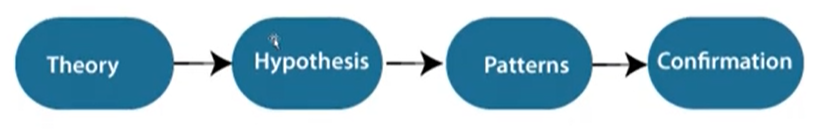 Theory
Hypothesis
Patterns
Confirmation